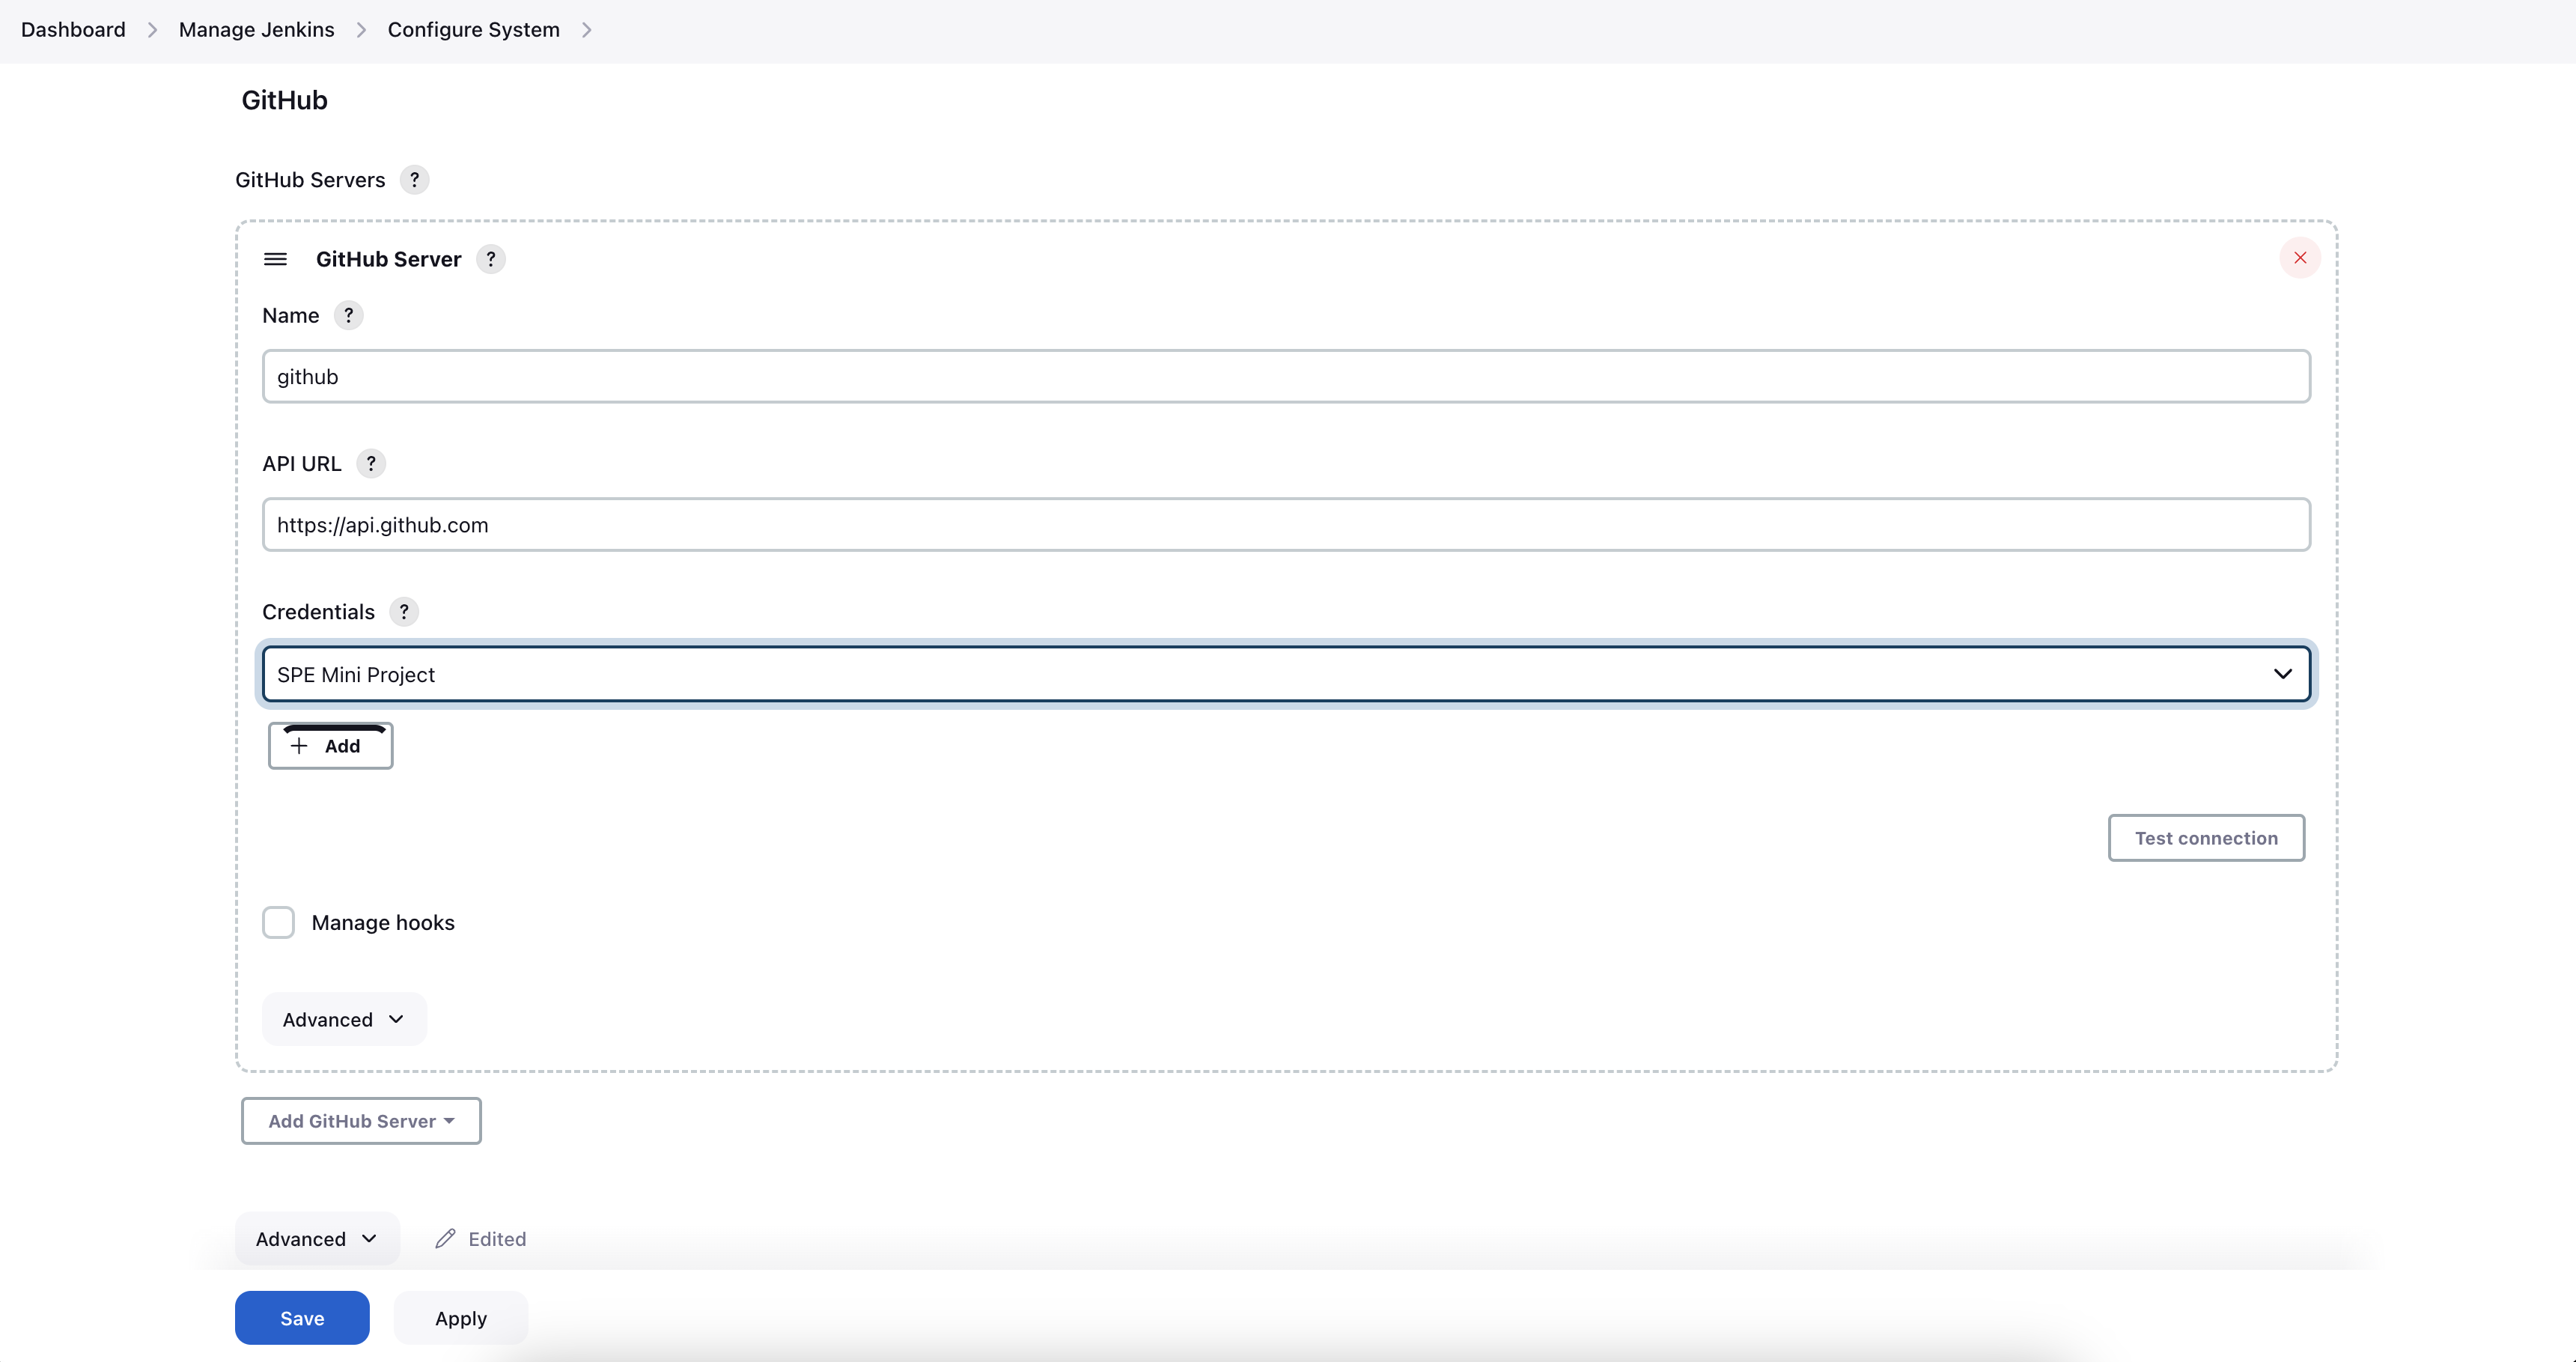 Dashboard > Manage Jenkins > Configure System >
GitHub
GitHub Servers ?
GitHub Server ?
Name ?
github
API URL ?
https://api.github.com
Credentials ?
SPE Mini Project
+ Add
Test connection
Manage hooks
Advanced
Add GitHub Server
Advanced Edited
Save Apply